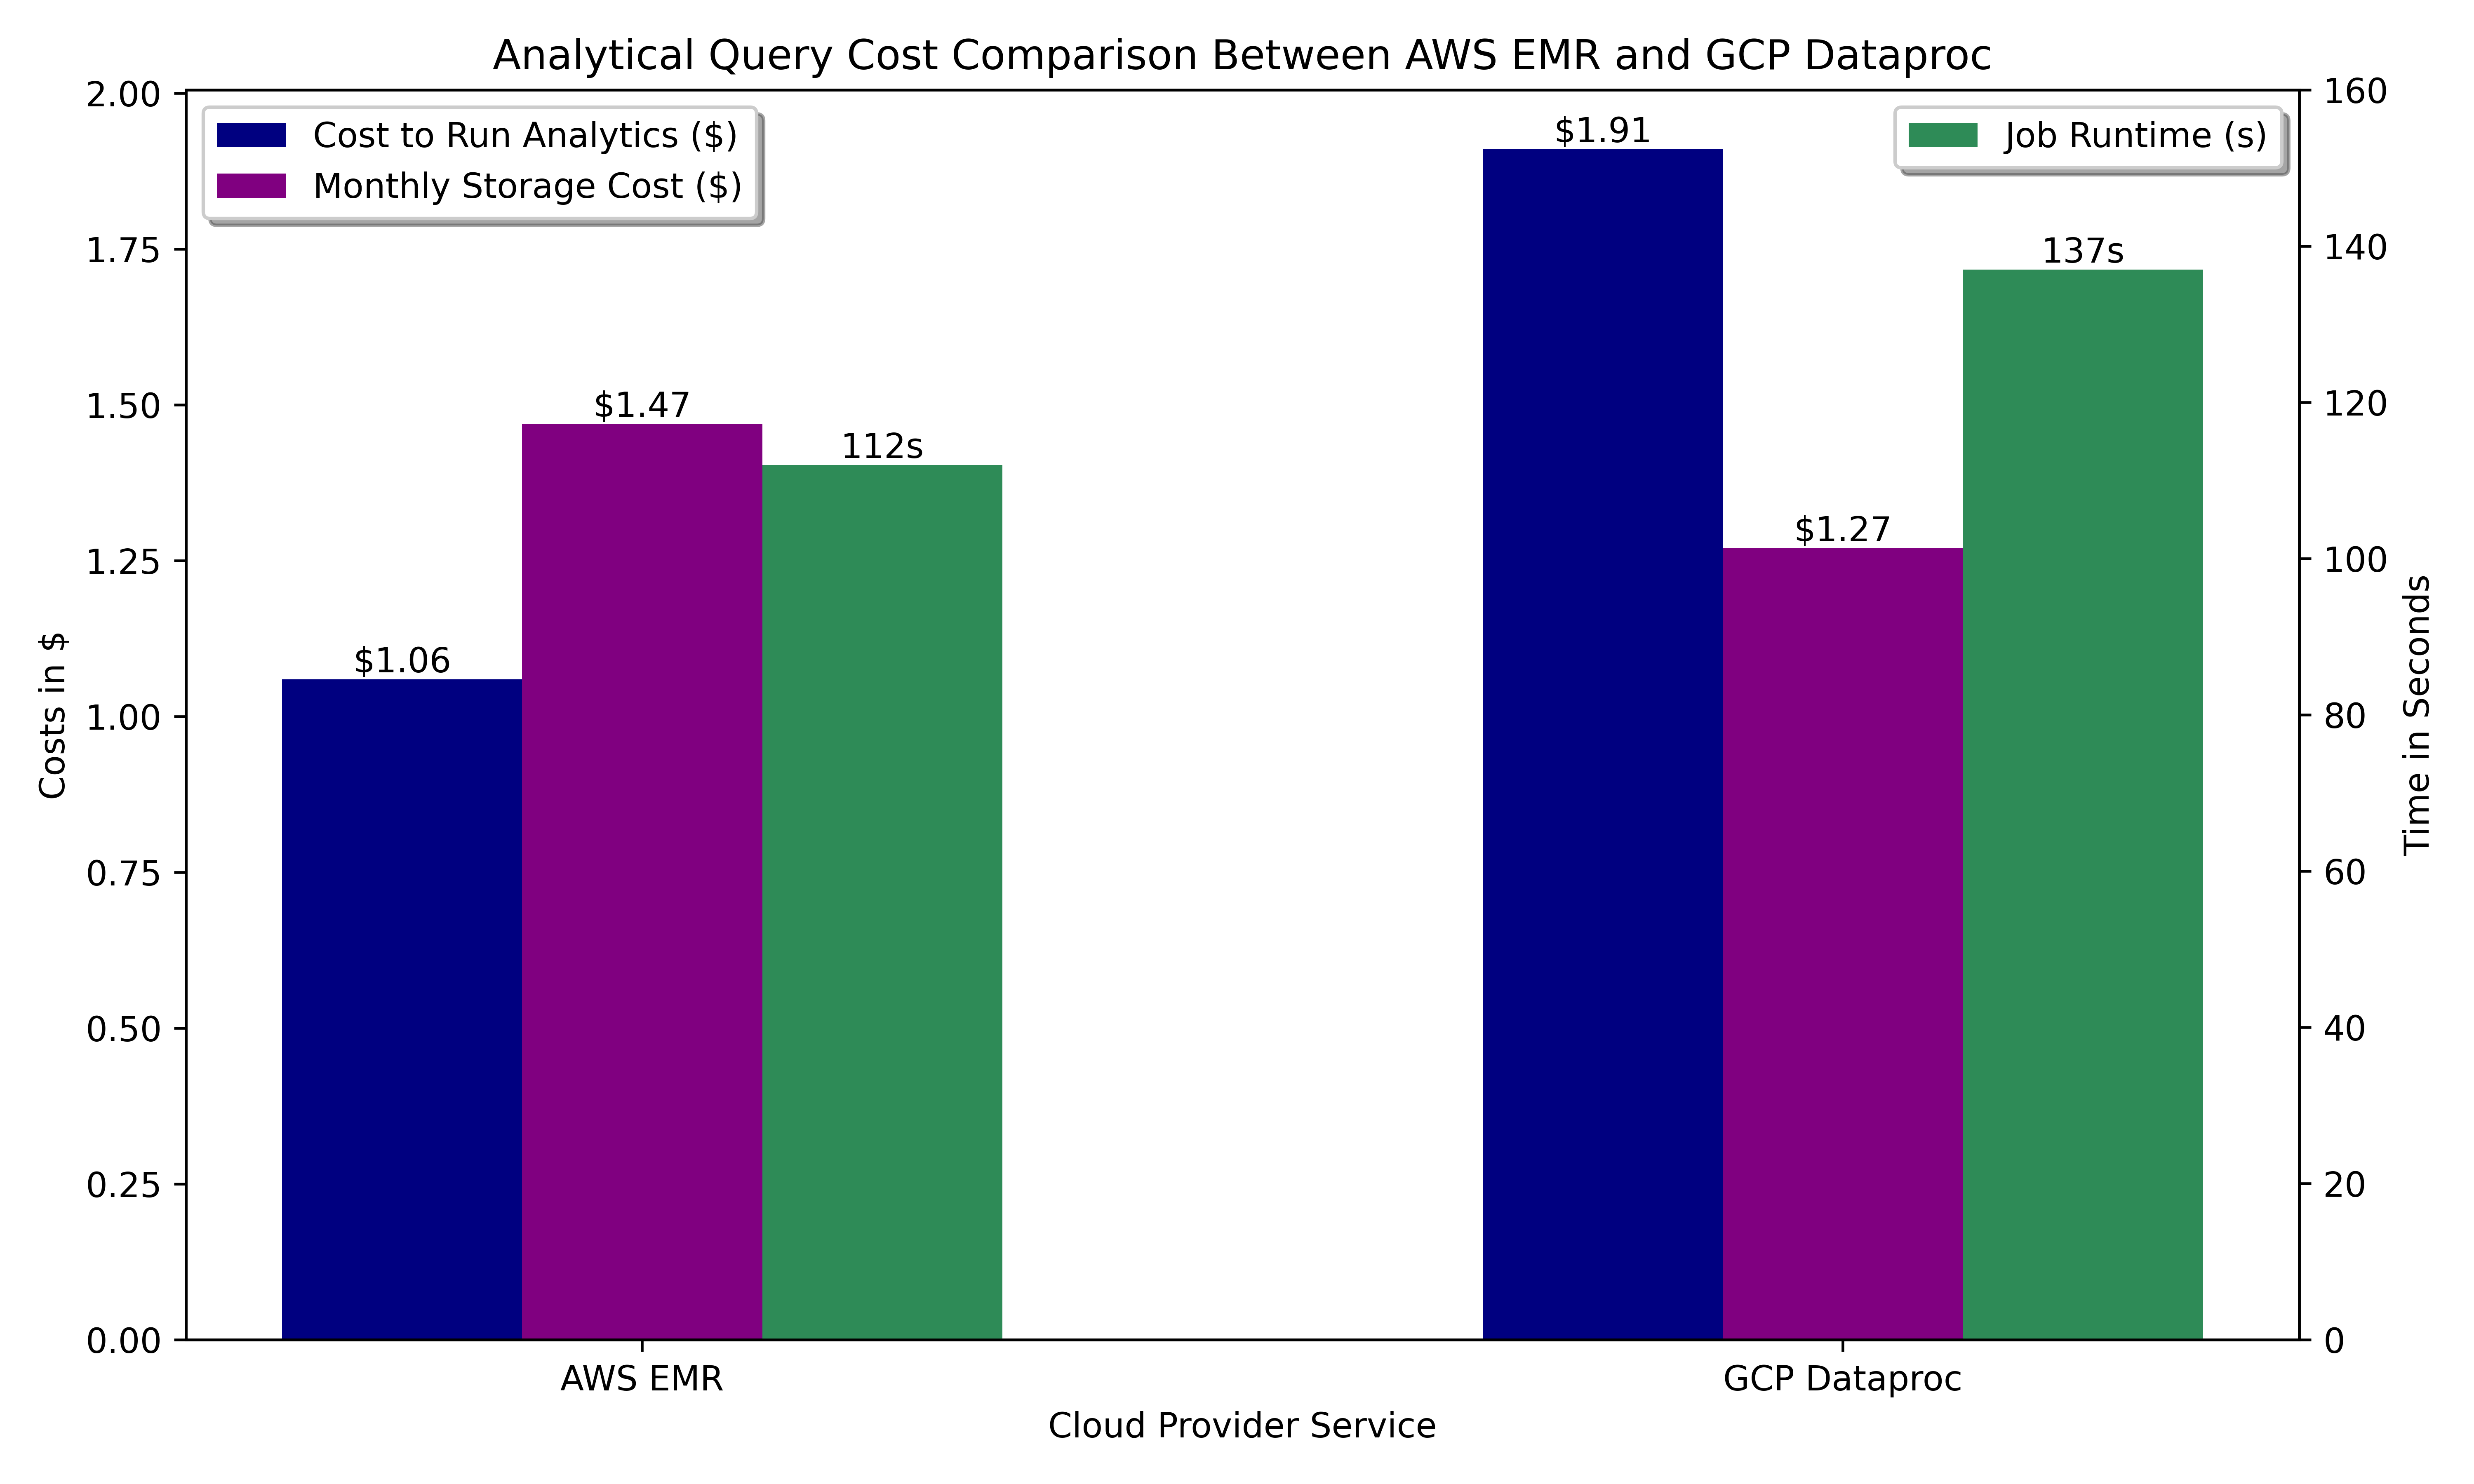 Analytical Query Cost Comparison Between AWS EMR and GCP Dataproc
Cost to Run Analytics ($)
Monthly Storage Cost ($)
Job Runtime (s)
Costs in $
2.00
1.75
1.50
1.25
1.00
0.75
0.50
0.25
0.00
$1.06
$1.47
112s
$1.91
$1.27
137s
160
140
120
100
80
60
40
20
0
Time in Seconds
AWS EMR
GCP Dataproc
Cloud Provider Service